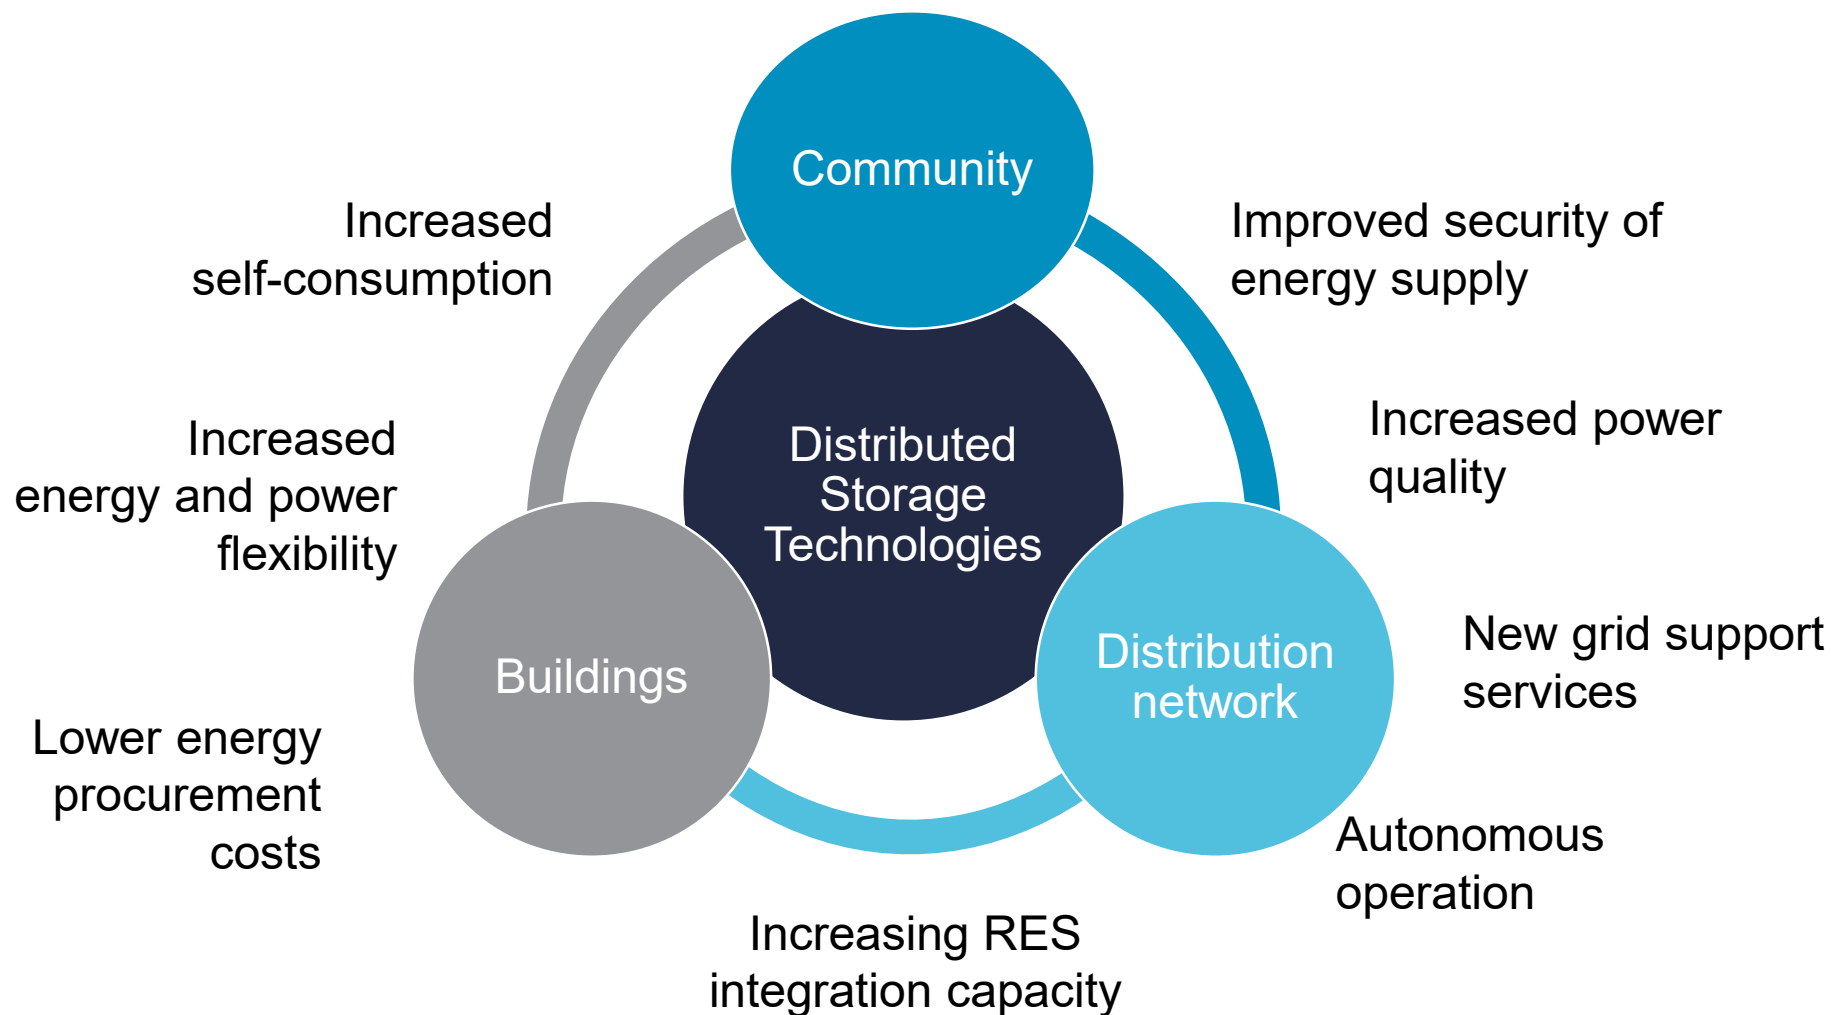 Community
Increased
self-consumption
Improved security of
energy supply
Increased
energy and power
flexibility
Distributed
Storage
Technologies
Increased power
quality
Buildings
Distribution
network
New grid support
services
Lower energy
procurement
costs
Autonomous
operation
Increasing RES
integration capacity